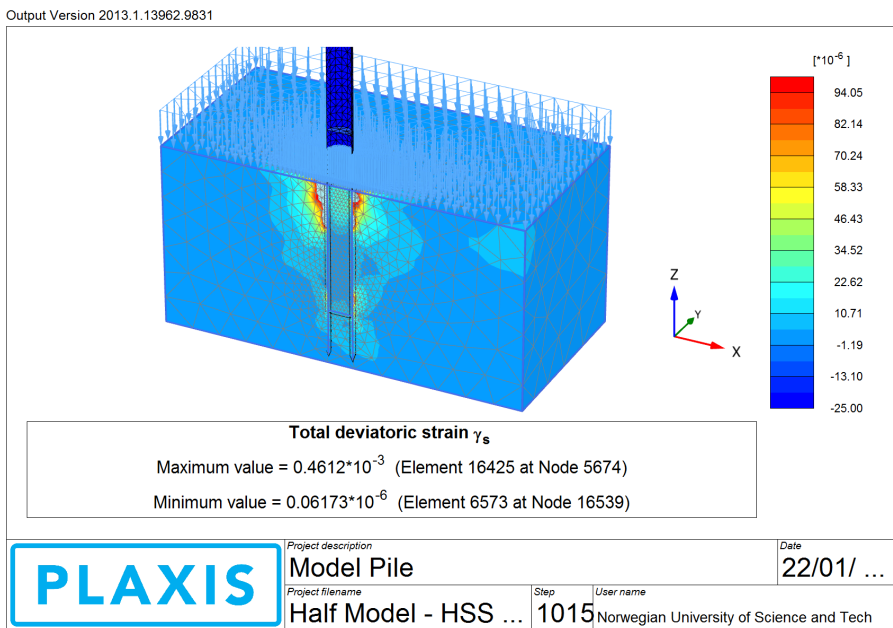 Output Version 2013.1.13962.9831
[*10⁻⁶ ]
94.05
82.14
70.24
58.33
46.43
34.52
22.62
10.71
-1.19
-13.10
-25.00
Z
Y
X
Total deviatoric strain γₛ
Maximum value = 0.4612*10⁻³ (Element 16425 at Node 5674)
Minimum value = 0.06173*10⁻⁶ (Element 6573 at Node 16539)
PLAXIS
Project description
Model Pile
Date
22/01/ ...
Project filename
Half Model - HSS ...
Step
1015
User name
Norwegian University of Science and Tech